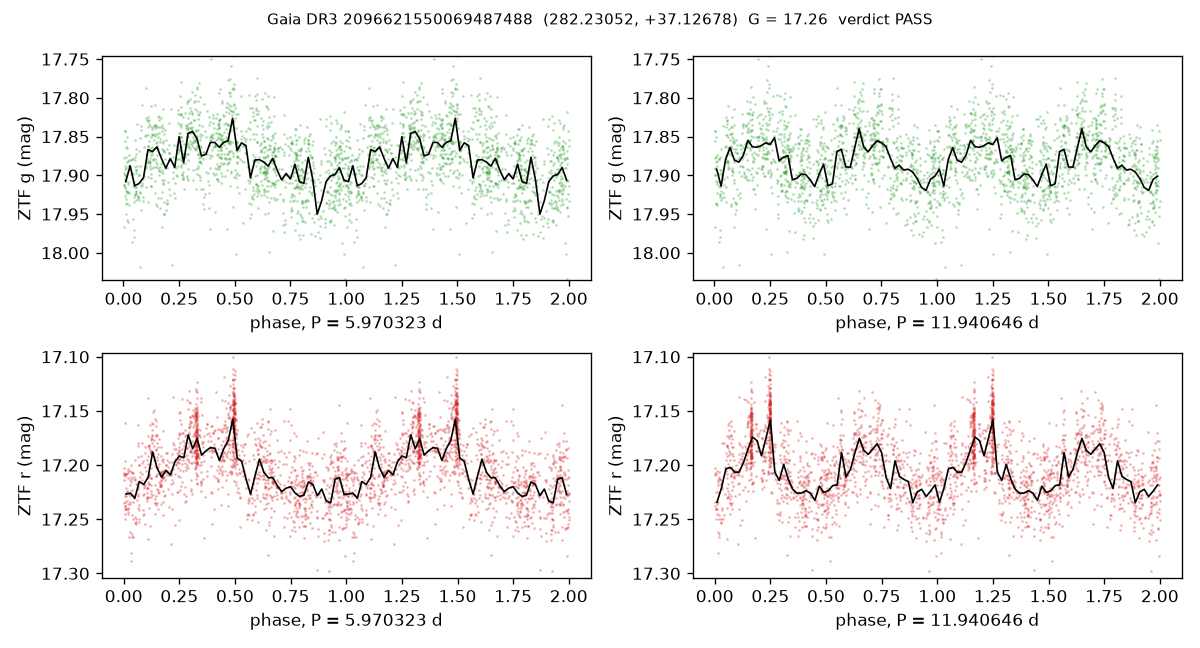 Gaia DR3 2096621550069487488 (282.23052, +37.12678) G = 17.26 verdict PASS
17.75
17.80
17.85
17.90
17.95
18.00
ZTF g (mag)
0.00 0.25 0.50 0.75 1.00 1.25 1.50 1.75 2.00
phase, P = 5.970323 d
17.75
17.80
17.85
17.90
17.95
18.00
ZTF g (mag)
0.00 0.25 0.50 0.75 1.00 1.25 1.50 1.75 2.00
phase, P = 11.940646 d
17.10
17.15
17.20
17.25
17.30
ZTF r (mag)
0.00 0.25 0.50 0.75 1.00 1.25 1.50 1.75 2.00
phase, P = 5.970323 d
17.10
17.15
17.20
17.25
17.30
ZTF r (mag)
0.00 0.25 0.50 0.75 1.00 1.25 1.50 1.75 2.00
phase, P = 11.940646 d